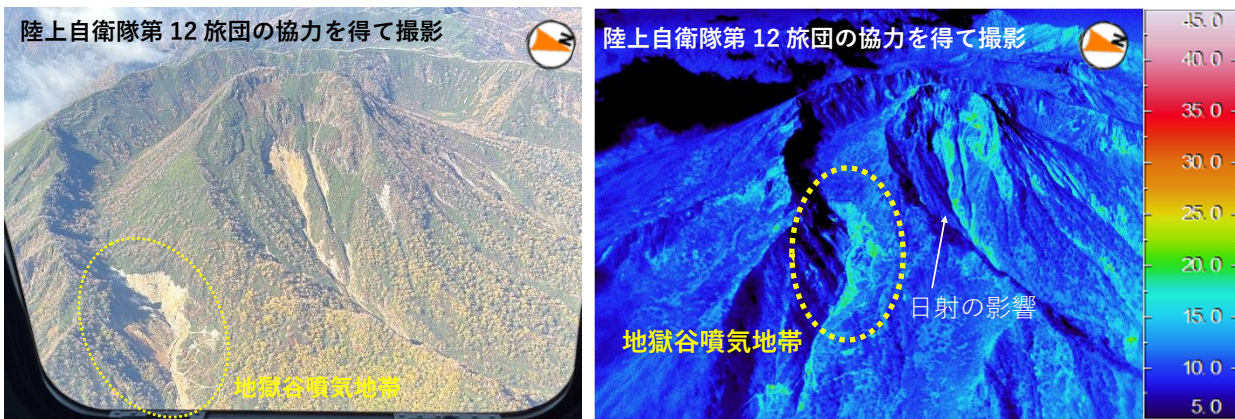 陸上自衛隊第 12 旅団の協力を得て撮影
N
地獄谷噴気地帯
陸上自衛隊第 12 旅団の協力を得て撮影
N
日射の影響
地獄谷噴気地帯
45.0
40.0
35.0
30.0
25.0
20.0
15.0
10.0
5.0